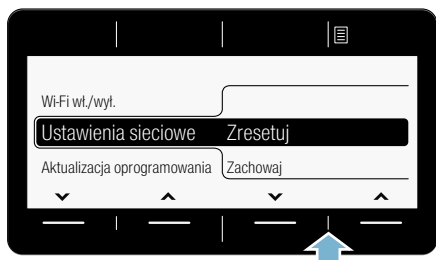 Wi-Fi wł./wył.
Ustawienia sieciowe Zresetuj
Aktualizacja oprogramowania Zachowaj